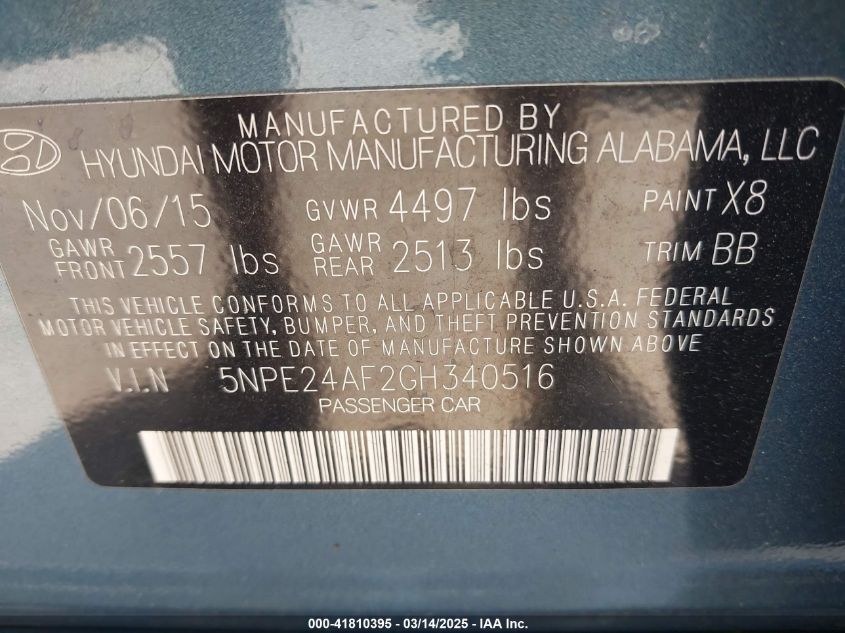 MANUFACTURED BY
HYUNDAI MOTOR MANUFACTURING ALABAMA, LLC
Nov/06/15 GVWR 4497 lbs PAINT X8
GAWR FRONT 2557 lbs GAWR REAR 2513 lbs TRIM BB
THIS VEHICLE CONFORMS TO ALL APPLICABLE U.S.A. FEDERAL
MOTOR VEHICLE SAFETY, BUMPER, AND THEFT PREVENTION STANDARDS
IN EFFECT ON THE DATE OF MANUFACTURE SHOWN ABOVE
V.I.N 5NPE24AF2GH340516
PASSENGER CAR
000-41810395 - 03/14/2025 - IAA Inc.